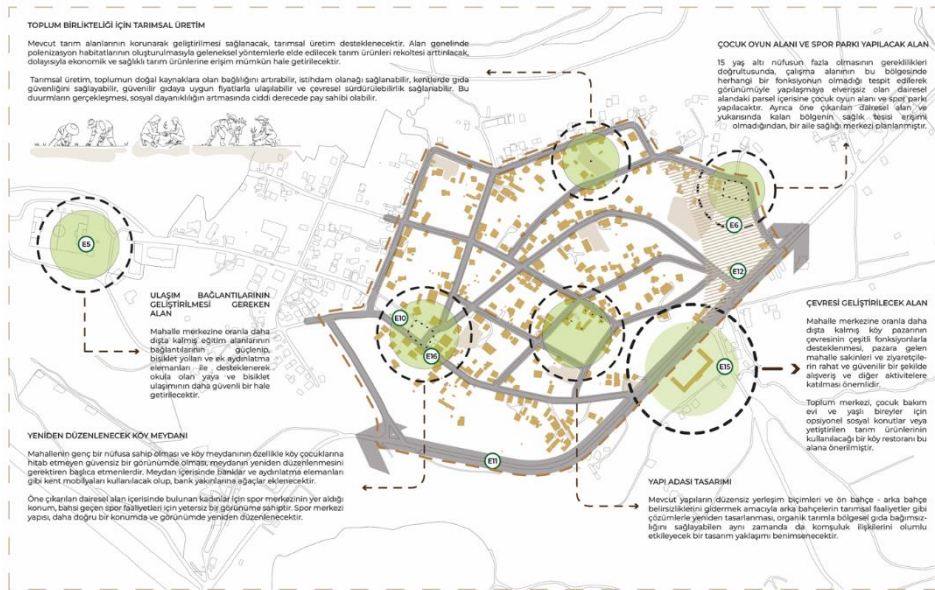 TOPLUM BİRLİKTELİĞİ İÇİN TARIMSAL ÜRETİM
Mevcut tarım alanlarının korunarak geliştirilmesi sağlanacak, tarımsal üretim desteklenecektir. Alan genelinde
polenizasyon habitatlarının oluşturulmasıyla geleneksel yöntemlerle elde edilecek tarım ürünleri rekoltesi arttırılacak,
dolayısıyla ekonomik ve sağlıklı tarım ürünlerine erişim mümkün hale getirilecektir.
Tarımsal üretim, toplumun doğal kaynaklara olan bağlılığını artırabilir, istihdam olanağı sağlanabilir, kentlerde gıda
güvenliğini sağlayabilir, güvenilir gıdaya uygun fiyatlarla ulaşılabilir ve çevresel sürdürülebilirlik sağlanabilir. Bu
duurmların gerçekleşmesi, sosyal dayanıklılığın artmasında ciddi derecede pay sahibi olabilir.
ÇOCUK OYUN ALANI VE SPOR PARKI YAPILACAK ALAN
15 yaş altı nüfusun fazla olmasının gereklilikleri
doğrultusunda, çalışma alanının bu bölgesinde
herhangi bir fonksiyonun olmadığı tespit edilerek
görünümüyle yapılaşmaya elverişsiz olan dairesel
alandaki parsel içerisine çocuk oyun alanı ve spor parkı
yapılacaktır. Ayrıca öne çıkarılan dairesel alan ve
yukarısında kalan bölgenin sağlık tesisi erişimi
olmadığından, bir aile sağlığı merkezi planlanmıştır.
E5
E6
E12
E10
E16
E15
E11
ULAŞIM BAĞLANTILARININ
GELİŞTİRİLMESİ GEREKEN
ALAN
Mahalle merkezine oranla daha
dışta kalmış eğitim alanlarının
bağlantılarının güçlenip,
bisiklet yolları ve ek aydınlatma
elemanları ile desteklenerek
okula olan yaya ve bisiklet
ulaşımının daha güvenli bir hale
getirilecektir.
ÇEVRESİ GELİŞTİRİLECEK ALAN
Mahalle merkezine oranla daha
dışta kalmış köy pazarının
çevresinin çeşitli fonksiyonlarla
desteklenmesi, pazara gelen
mahalle sakinleri ve ziyaretçile-
rin rahat ve güvenilir bir şekilde
alışveriş ve diğer aktivitelere
katılması önemlidir.
Toplum merkezi, çocuk bakım
evi ve yaşlı bireyler için
opsiyonel sosyal konutlar veya
yetiştirilen tarım ürünlerinin
kullanılacağı bir köy restoranı bu
alana önerilmiştir.
YENİDEN DÜZENLENECEK KÖY MEYDANI
Mahallenin genç bir nüfusa sahip olması ve köy meydanının özellikle köy çocuklarına
hitab etmeyen güvensiz bir görünümde olması, meydanın yeniden düzenlenmesini
gerektiren başlıca etmenlerdir. Meydan içerisinde banklar ve aydınlatma elemanları
gibi kent mobilyaları kullanılacak olup, bank yakınlarına ağaçlar eklenecektir.
Öne çıkarılan dairesel alan içerisinde bulunan kadınlar için spor merkezinin yer aldığı
konum, bahsi geçen spor faaliyetleri için yetersiz bir görünüme sahiptir. Spor merkezi
yapısı, daha doğru bir konumda ve görünümde yeniden düzenlenecektir.
YAPI ADASI TASARIMI
Mevcut yapıların düzensiz yerleşim biçimleri ve ön bahçe - arka bahçe
belirsizliklerini gidermek amacıyla arka bahçelerin tarımsal faaliyetler gibi
çözümlerle yeniden tasarlanması, organik tarımla bölgesel gıda bağımsız-
lığını sağlayabilen aynı zamanda da komşuluk ilişkilerini olumlu
etkileyecek bir tasarım yaklaşımı benimsenecektir.